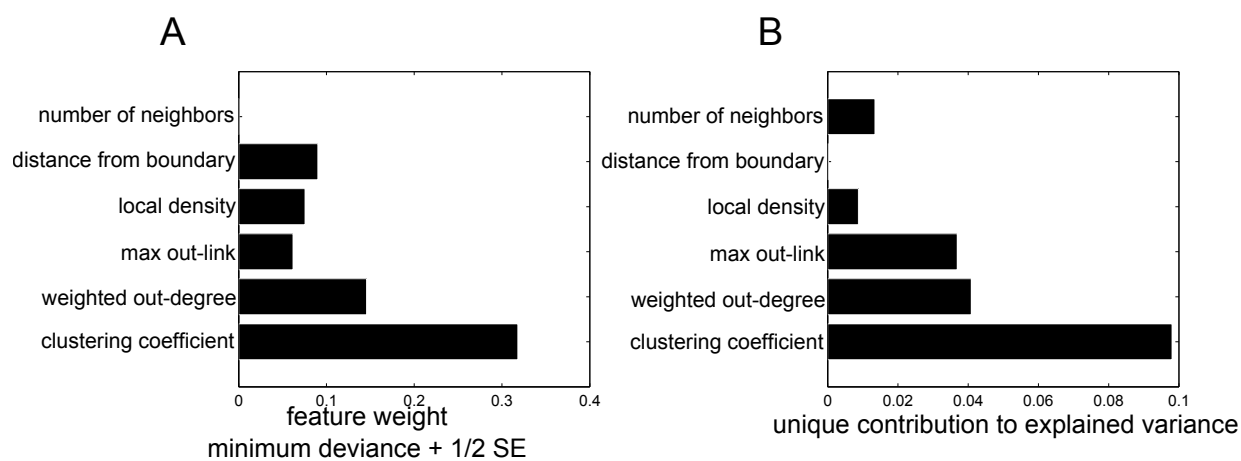 A
number of neighbors
distance from boundary
local density
max out-link
weighted out-degree
clustering coefficient
0 0.1 0.2 0.3 0.4
feature weight
minimum deviance + 1/2 SE
B
number of neighbors
distance from boundary
local density
max out-link
weighted out-degree
clustering coefficient
0 0.02 0.04 0.06 0.08 0.1
unique contribution to explained variance